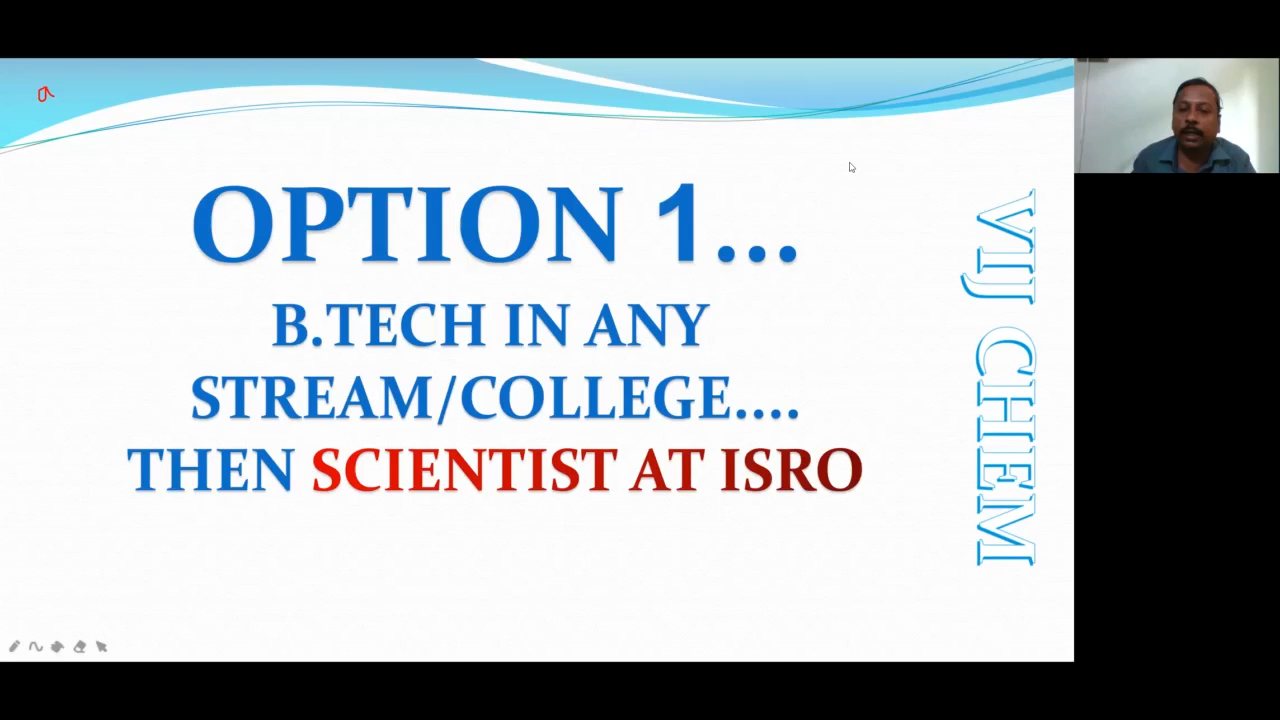 OPTION 1...
B.TECH IN ANY
STREAM/COLLEGE....
THEN SCIENTIST AT ISRO
VIJ CHEM